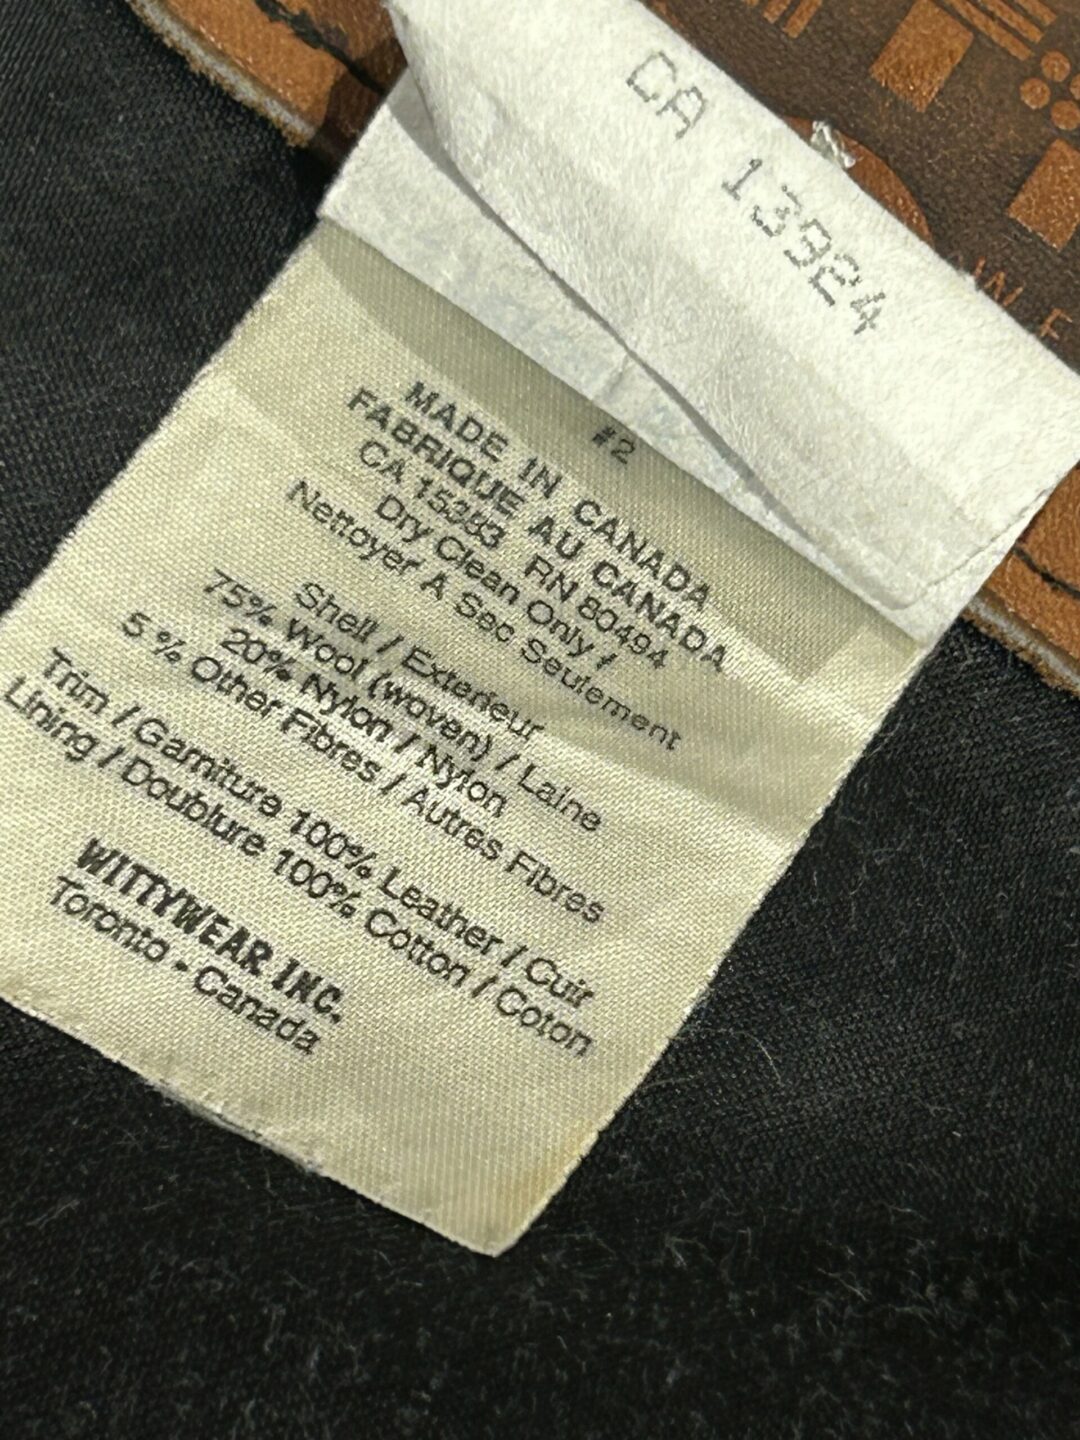 CA 13924
#2
MADE IN CANADA
FABRIQUE AU CANADA
CA 15383 RN 80494
Dry Clean Only /
Nettoyer A Sec Seulement
Shell / Exterieur
75% Wool (woven) / Laine
20% Nylon / Nylon
5 % Other Fibres / Autres Fibres
Trim / Garniture 100% Leather / Cuir
Lining / Doublure 100% Cotton / Coton
WITTYWEAR INC.
Toronto - Canada